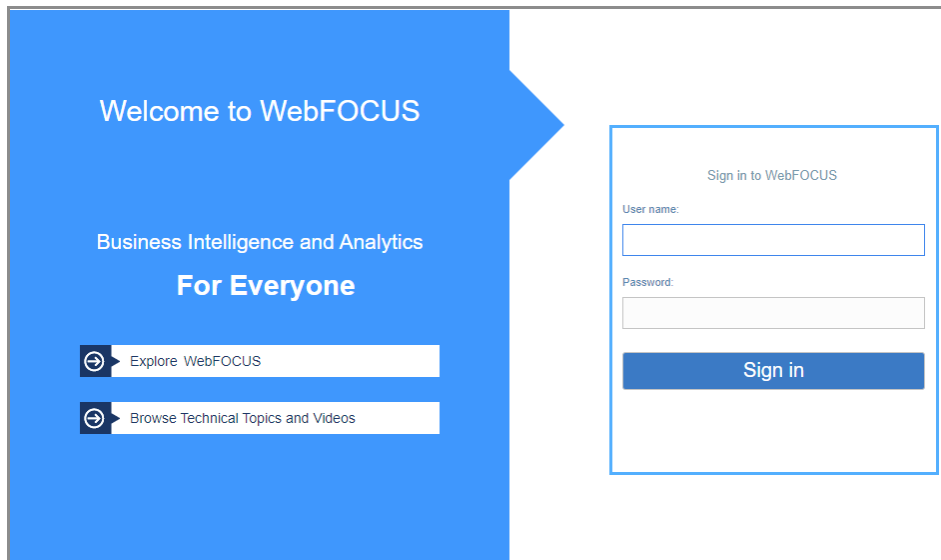 Welcome to WebFOCUS
Business Intelligence and Analytics
For Everyone
Explore WebFOCUS
Browse Technical Topics and Videos
Sign in to WebFOCUS
User name:
Password:
Sign in